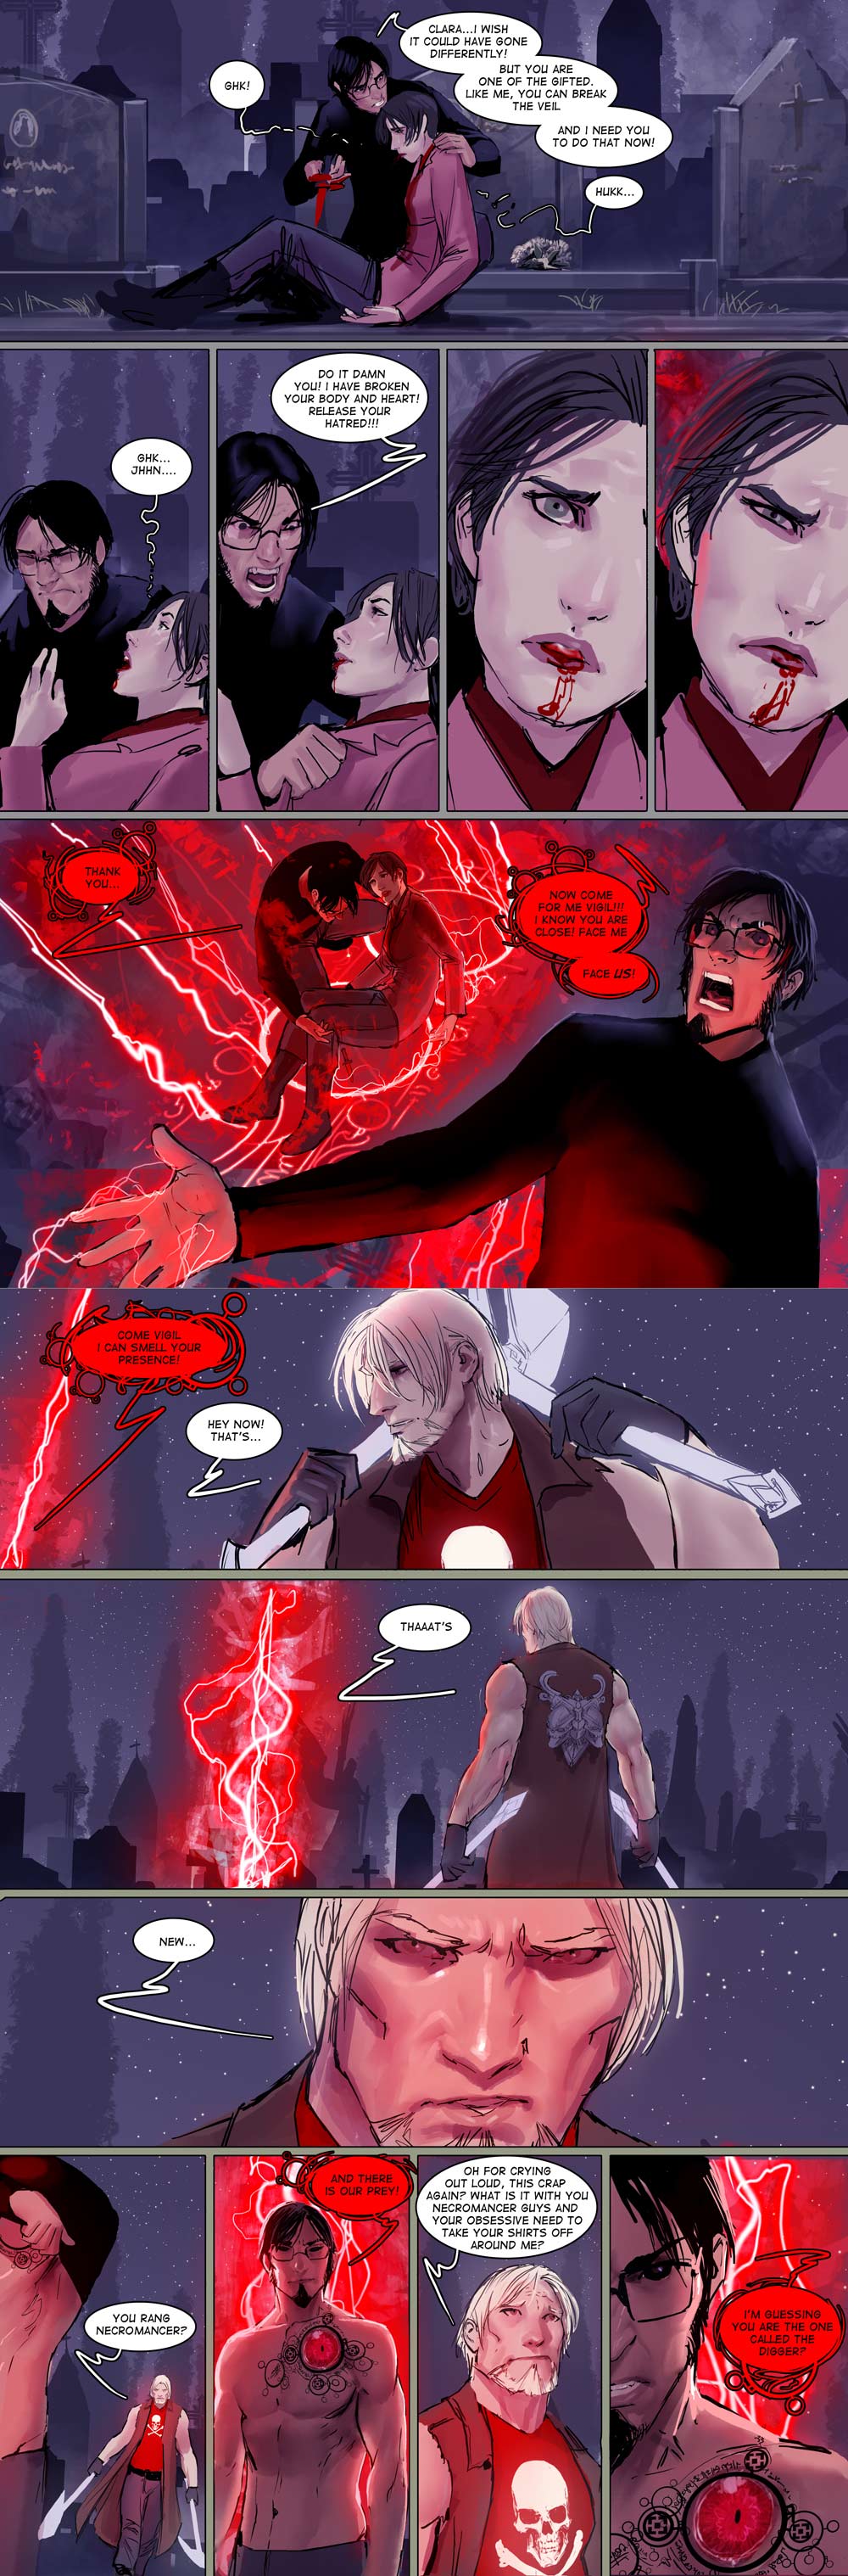 CLARA...I WISH
IT COULD HAVE GONE
DIFFERENTLY!
BUT YOU ARE
ONE OF THE GIFTED.
LIKE ME, YOU CAN BREAK
THE VEIL
GHK!
AND I NEED YOU
TO DO THAT NOW!
HUKK...
GHK...
JHHN....
DO IT DAMN
YOU! I HAVE BROKEN
YOUR BODY AND HEART!
RELEASE YOUR
HATRED!!!
THANK
YOU...
NOW COME
FOR ME VIGIL!!!
I KNOW YOU ARE
CLOSE! FACE ME
FACE US!
COME VIGIL
I CAN SMELL YOUR
PRESENCE!
HEY NOW!
THAT'S...
THAAAT'S
NEW...
YOU RANG
NECROMANCER?
AND THERE
IS OUR PREY!
OH FOR CRYING
OUT LOUD, THIS CRAP
AGAIN? WHAT IS IT WITH YOU
NECROMANCER GUYS AND
YOUR OBSESSIVE NEED TO
TAKE YOUR SHIRTS OFF
AROUND ME?
I'M GUESSING
YOU ARE THE ONE
CALLED THE
DIGGER?